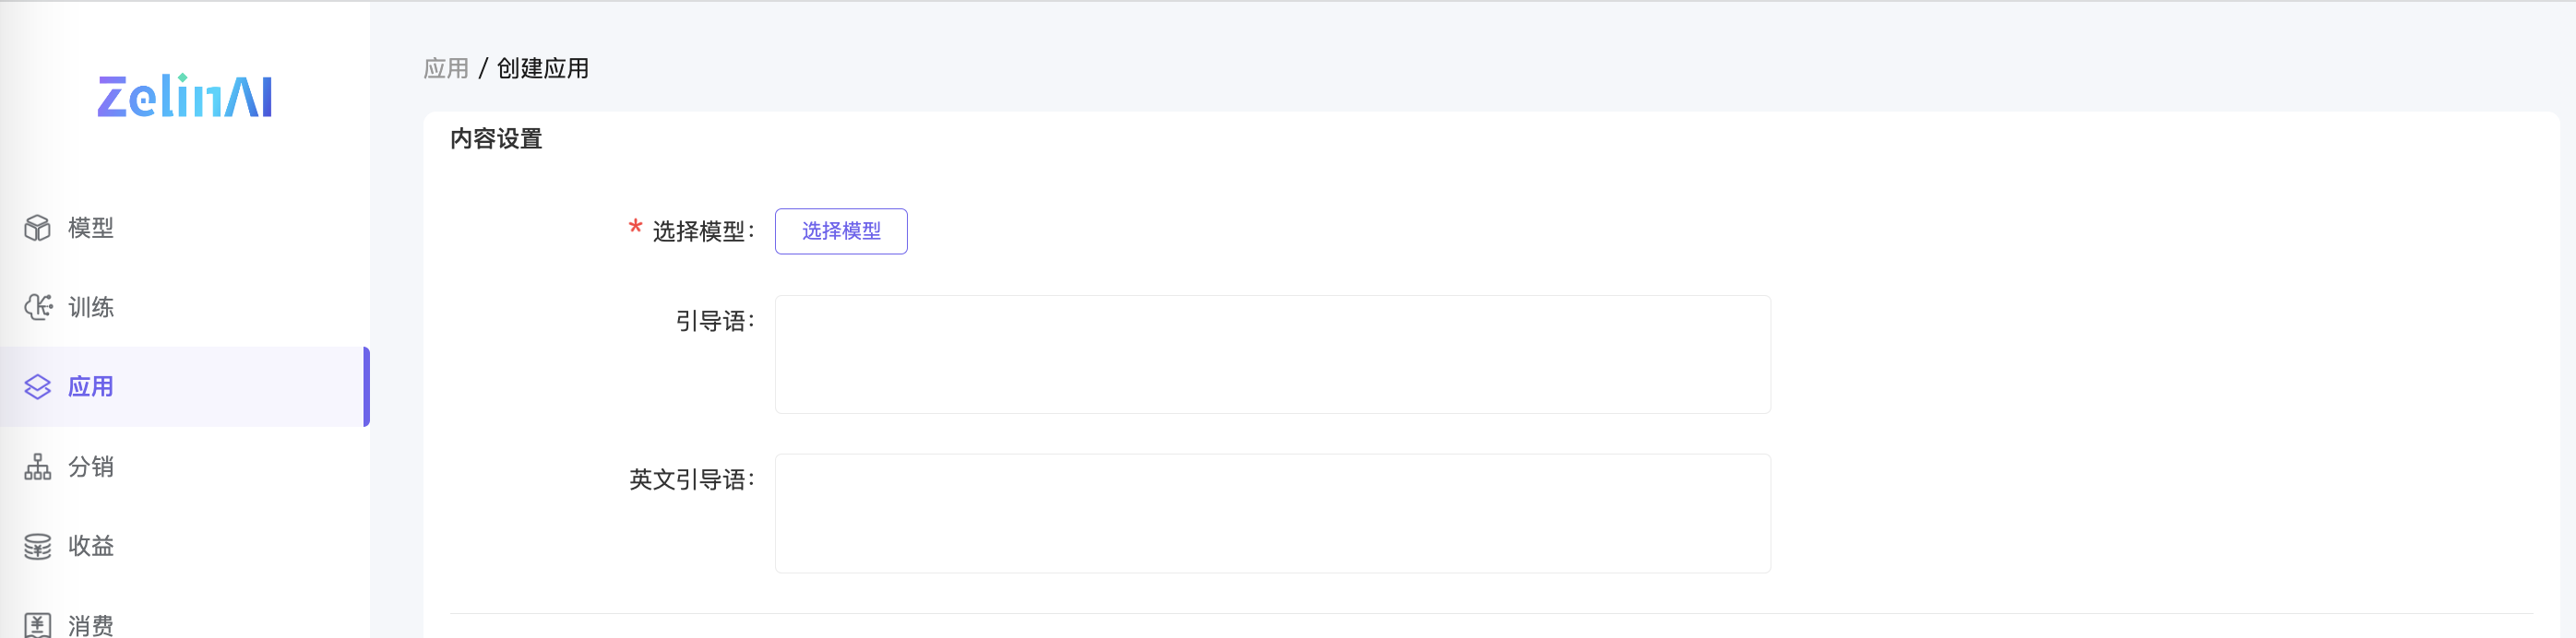 ZelinAI
模型
训练
应用
分销
收益
消费
应用 / 创建应用
内容设置
* 选择模型: 选择模型
引导语:
英文引导语: